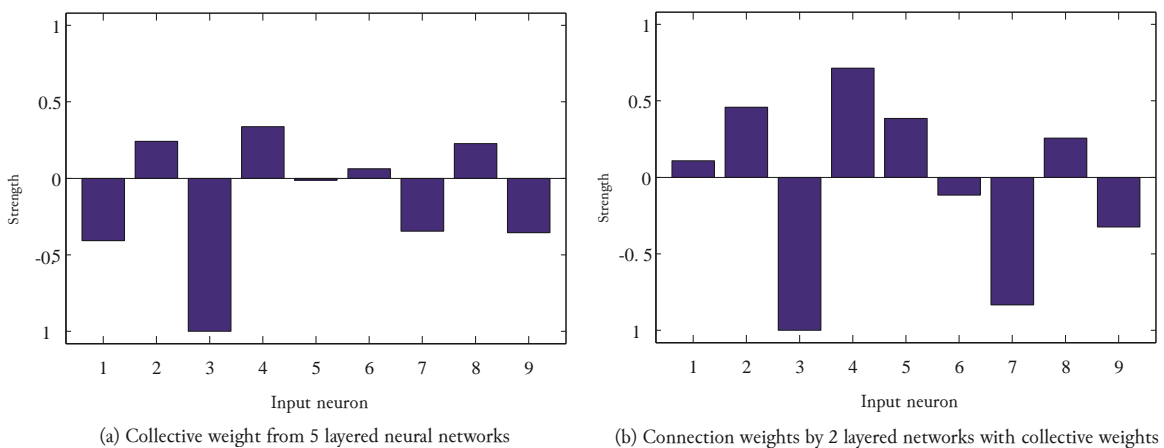 1
0.5
0
-0.5
1
Strength
1 2 3 4 5 6 7 8 9
Input neuron
(a) Collective weight from 5 layered neural networks
1
0.5
0
-0. 5
1
Strength
1 2 3 4 5 6 7 8 9
Input neuron
(b) Connection weights by 2 layered networks with collective weights